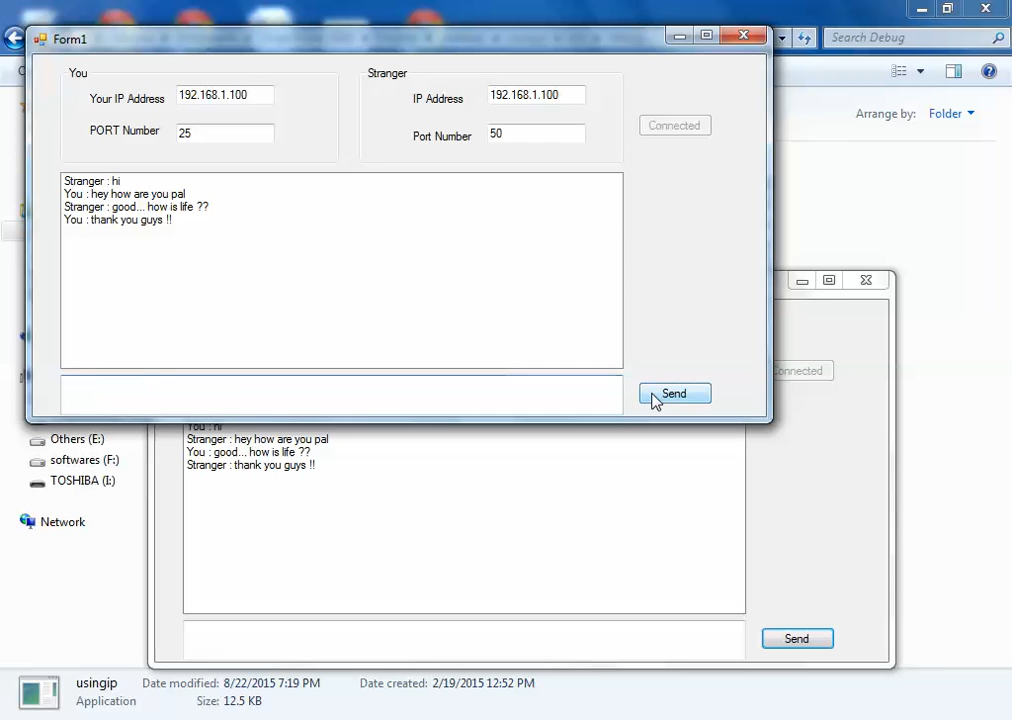 Search Debug
Form1
You
Stranger
Your IP Address
192.168.1.100
IP Address
192.168.1.100
Connected
PORT Number
25
Port Number
50
Arrange by: Folder
Stranger : hi
You : hey how are you pal
Stranger : good... how is life ??
You : thank you guys !!
Send
Connected
You : hi
Stranger : hey how are you pal
You : good... how is life ??
Stranger : thank you guys !!
Send
Others (E:)
softwares (F:)
TOSHIBA (I:)
Network
usingip
Date modified: 8/22/2015 7:19 PM
Date created: 2/19/2015 12:52 PM
Application
Size: 12.5 KB